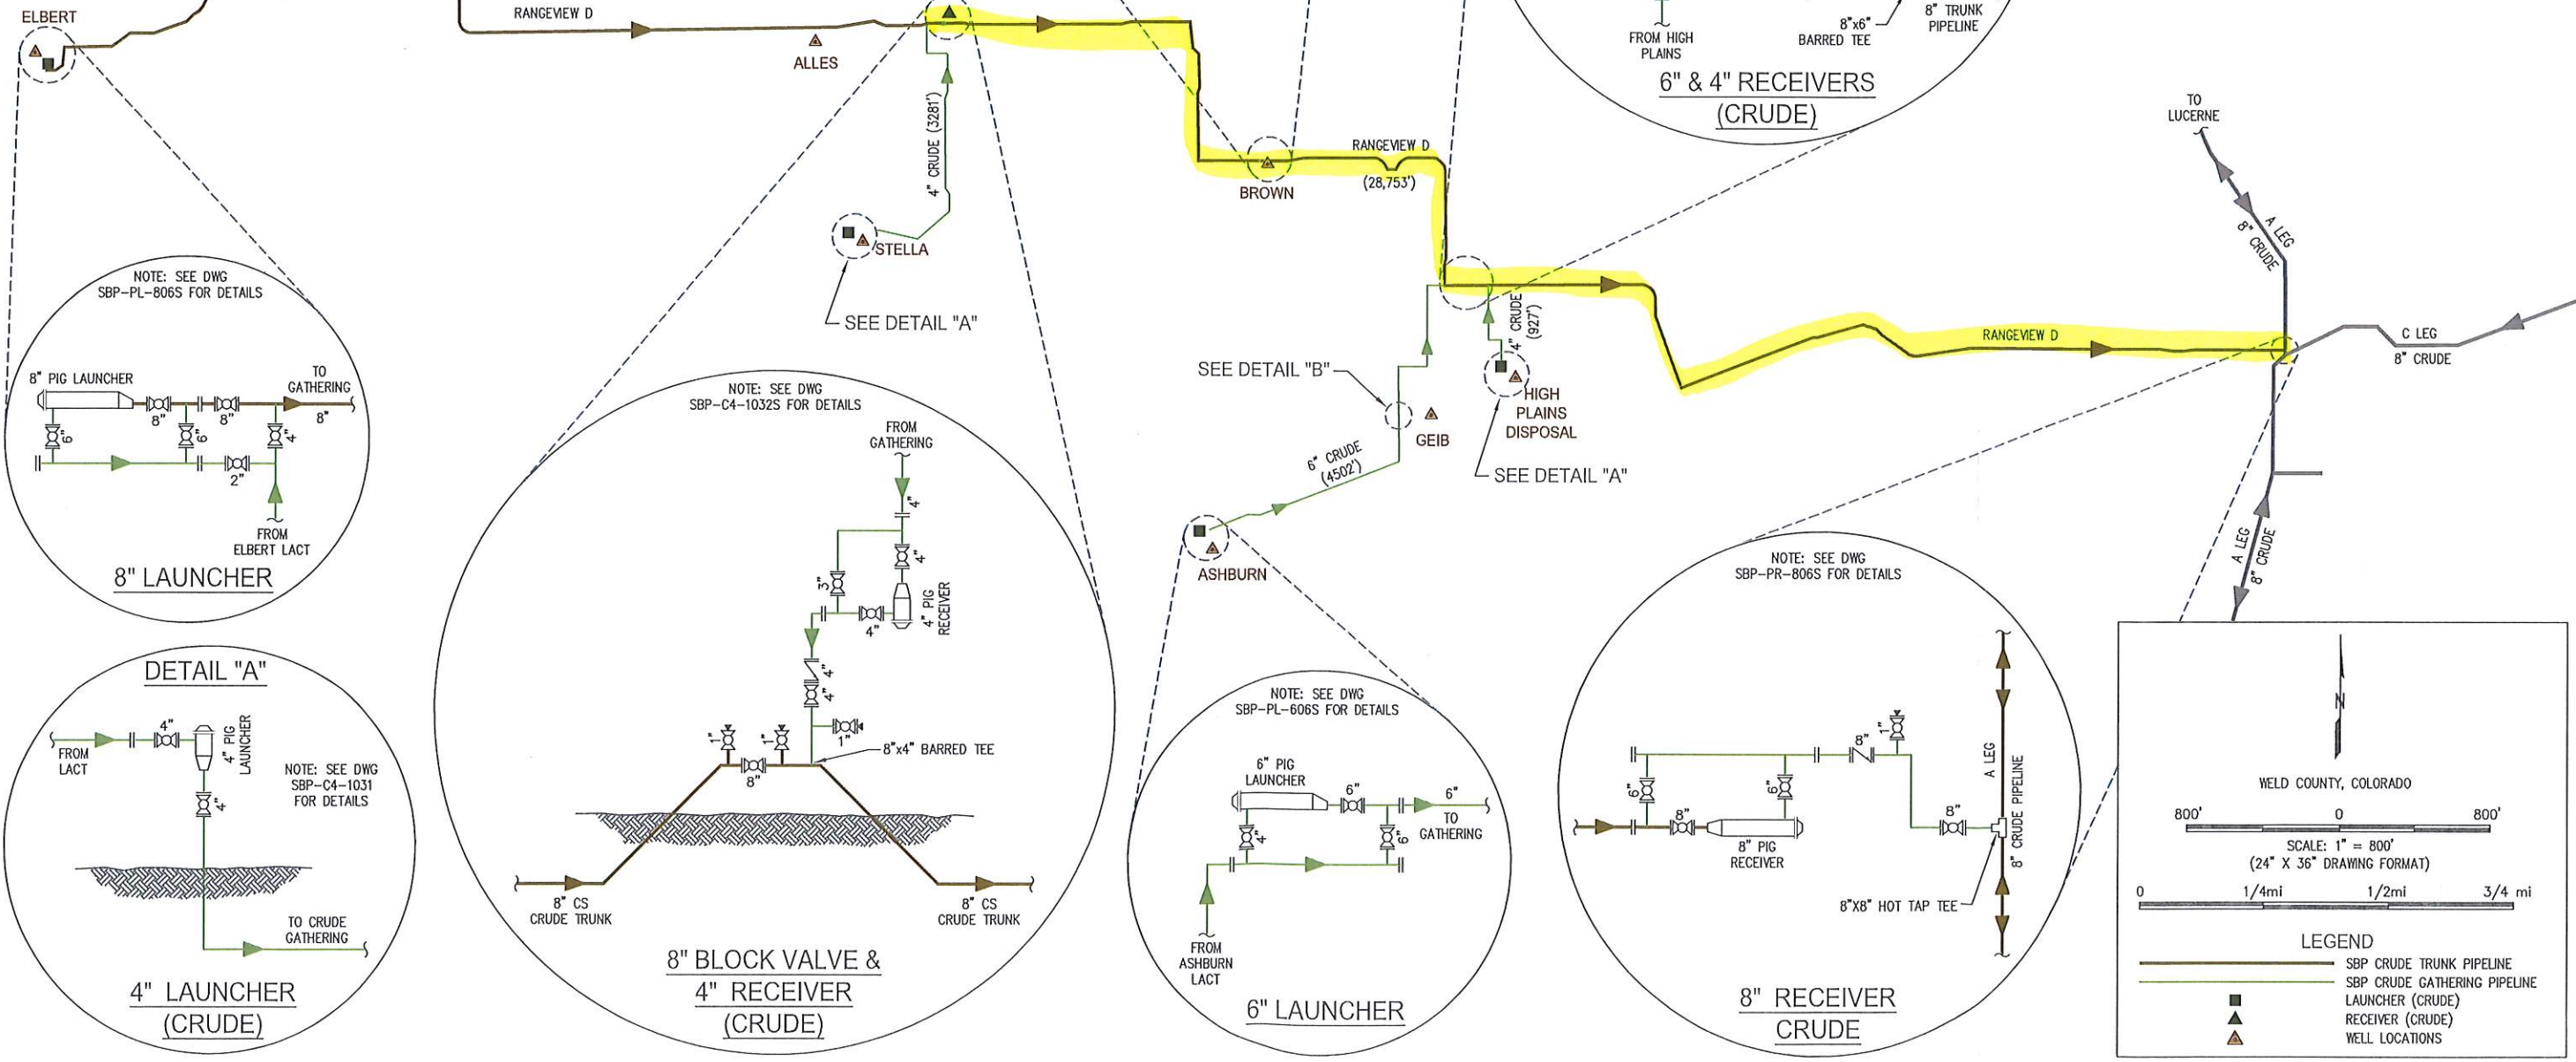 ELBERT
RANGEVIEW D
ALLES
4" CRUDE (3281')
STELLA
SEE DETAIL "A"
BROWN
RANGEVIEW D
(28,753')
FROM HIGH
PLAINS
8"x6"
BARRED TEE
8" TRUNK
PIPELINE
6" & 4" RECEIVERS
(CRUDE)
TO
LUCERNE
A LEG
8" CRUDE
RANGEVIEW D
C LEG
8" CRUDE
4" CRUDE
(927')
SEE DETAIL "B"
HIGH
PLAINS
DISPOSAL
GEIB
SEE DETAIL "A"
6" CRUDE
(4502')
ASHBURN
A LEG
8" CRUDE
NOTE: SEE DWG
SBP-PL-806S FOR DETAILS
8" PIG LAUNCHER
TO
GATHERING
8"
8"
8"
6"
6"
4"
2"
FROM
ELBERT LACT
8" LAUNCHER
DETAIL "A"
4"
FROM
LACT
4" PIG
LAUNCHER
4"
NOTE: SEE DWG
SBP-C4-1031
FOR DETAILS
TO CRUDE
GATHERING
4" LAUNCHER
(CRUDE)
NOTE: SEE DWG
SBP-C4-1032S FOR DETAILS
FROM
GATHERING
4"
4"
3"
4" PIG
RECEIVER
4"
4"
4"
1"
1"
1"
8"
8"x4" BARRED TEE
8" CS
CRUDE TRUNK
8" CS
CRUDE TRUNK
8" BLOCK VALVE &
4" RECEIVER
(CRUDE)
NOTE: SEE DWG
SBP-PL-606S FOR DETAILS
6" PIG
LAUNCHER
6"
6"
TO
GATHERING
4"
6"
FROM
ASHBURN
LACT
6" LAUNCHER
NOTE: SEE DWG
SBP-PR-806S FOR DETAILS
1"
8"
6"
6"
8"
8"
8" PIG
RECEIVER
A LEG
8" CRUDE PIPELINE
8"X8" HOT TAP TEE
8" RECEIVER
CRUDE
N
WELD COUNTY, COLORADO
800' 0 800'
SCALE: 1" = 800'
(24" X 36" DRAWING FORMAT)
0 1/4mi 1/2mi 3/4 mi
LEGEND
SBP CRUDE TRUNK PIPELINE
SBP CRUDE GATHERING PIPELINE
LAUNCHER (CRUDE)
RECEIVER (CRUDE)
WELL LOCATIONS